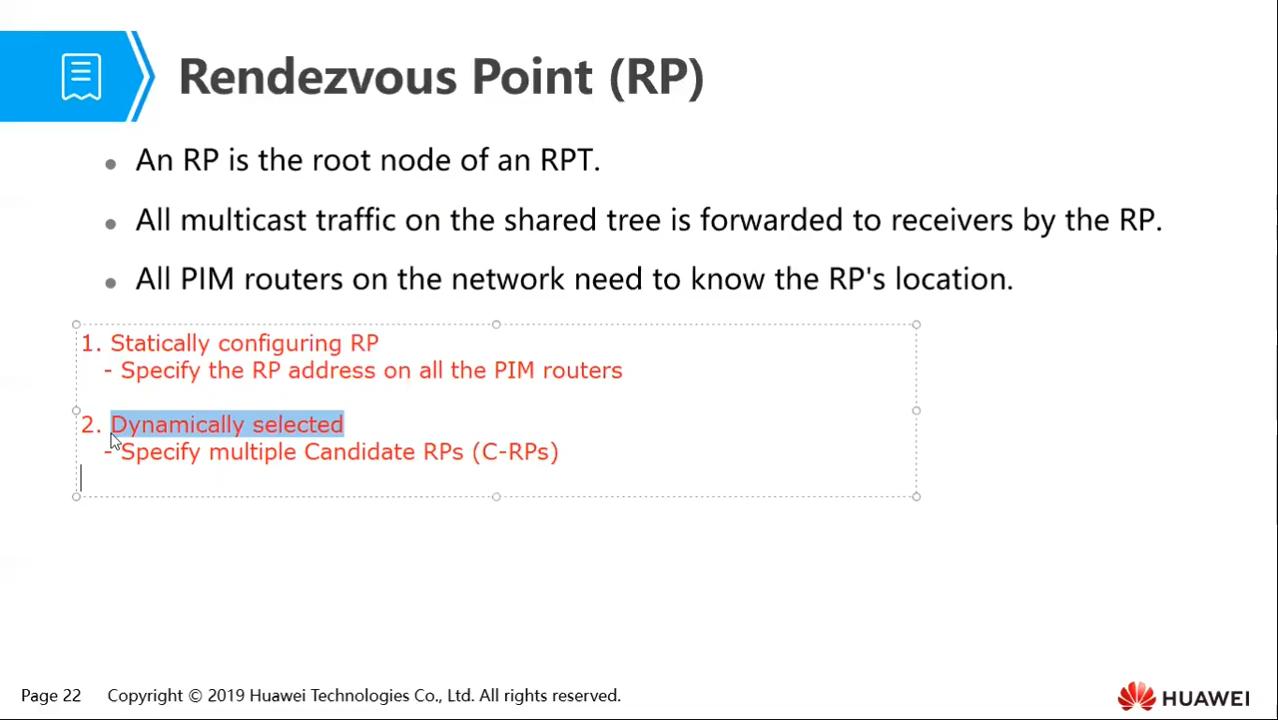 Rendezvous Point (RP)
• An RP is the root node of an RPT.
• All multicast traffic on the shared tree is forwarded to receivers by the RP.
• All PIM routers on the network need to know the RP's location.
1. Statically configuring RP
- Specify the RP address on all the PIM routers
2. Dynamically selected
- Specify multiple Candidate RPs (C-RPs)
Page 22 Copyright © 2019 Huawei Technologies Co., Ltd. All rights reserved.
HUAWEI